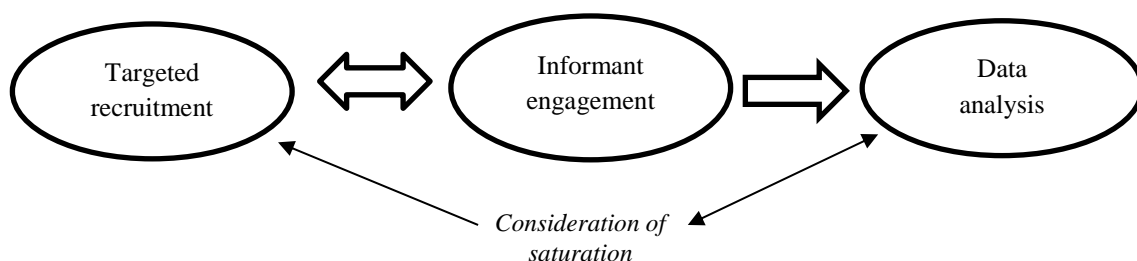 Targeted
recruitment
Informant
engagement
Data
analysis
Consideration of
saturation